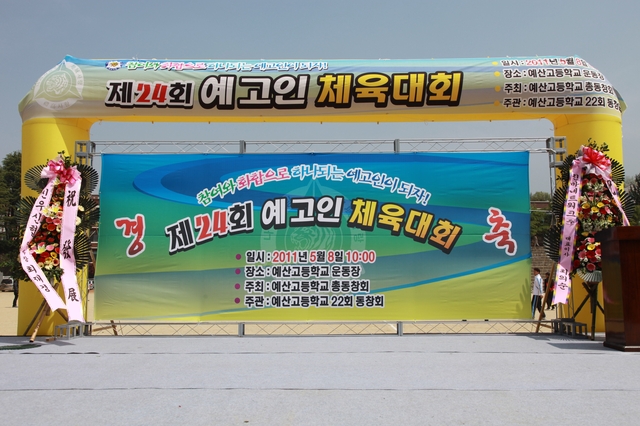 참여와 화합으로 하나되는 예고인이 되자!
제24회 예고인 체육대회
일시 : 2011년 5월
장소 : 예산고등학교 운동장
주최 : 예산고등학교 총동창회
주관 : 예산고등학교 22회 동창
참여와 화합으로 하나되는 예고인이 되자!
경 제24회 예고인 체육대회 축
• 일시 : 2011년 5월 8일 10:00
• 장소 : 예산고등학교 운동장
• 주최 : 예산고등학교 총동창회
• 주관 : 예산고등학교 22회 동창회
祝 發展